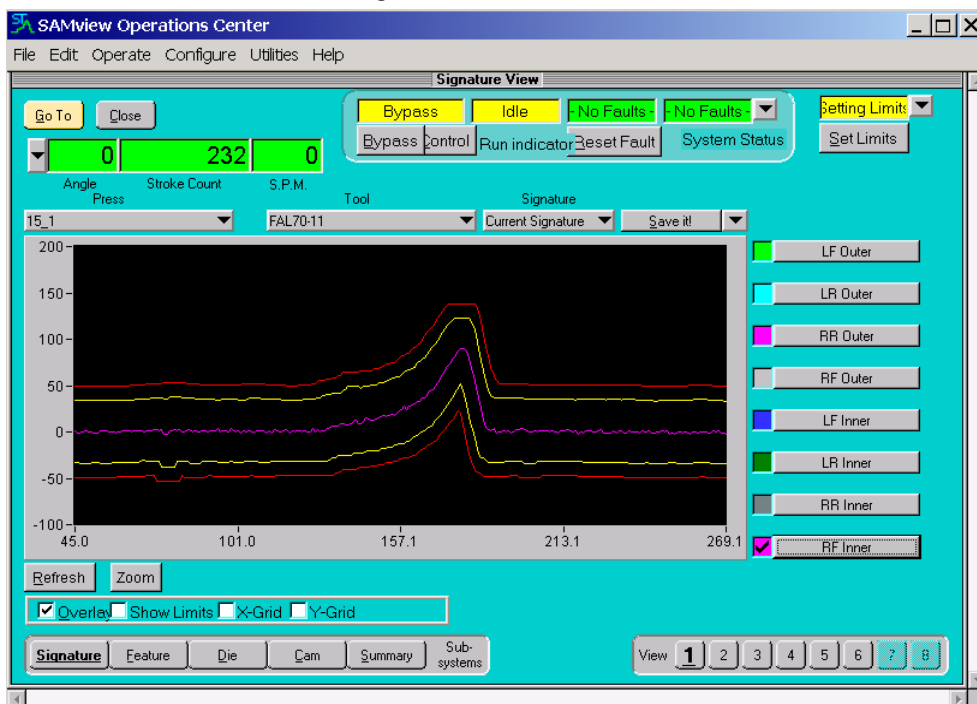 SAMview Operations Center
File Edit Operate Configure Utilities Help
Signature View
Go To Close
Bypass Idle - No Faults - - No Faults -
Setting Limits
Bypass Control Run indicator Reset Fault System Status
Set Limits
0 232 0
Angle Stroke Count S.P.M.
Press Tool Signature
15_1 FAL70-11 Current Signature Save it!
200
150
100
50
0
-50
-100
45.0 101.0 157.1 213.1 269.1
LF Outer
LR Outer
RR Outer
RF Outer
LF Inner
LR Inner
RR Inner
RF Inner
Refresh Zoom
Overlay Show Limits X-Grid Y-Grid
Signature Feature Die Cam Summary Sub-
systems
View 1 2 3 4 5 6 7 8